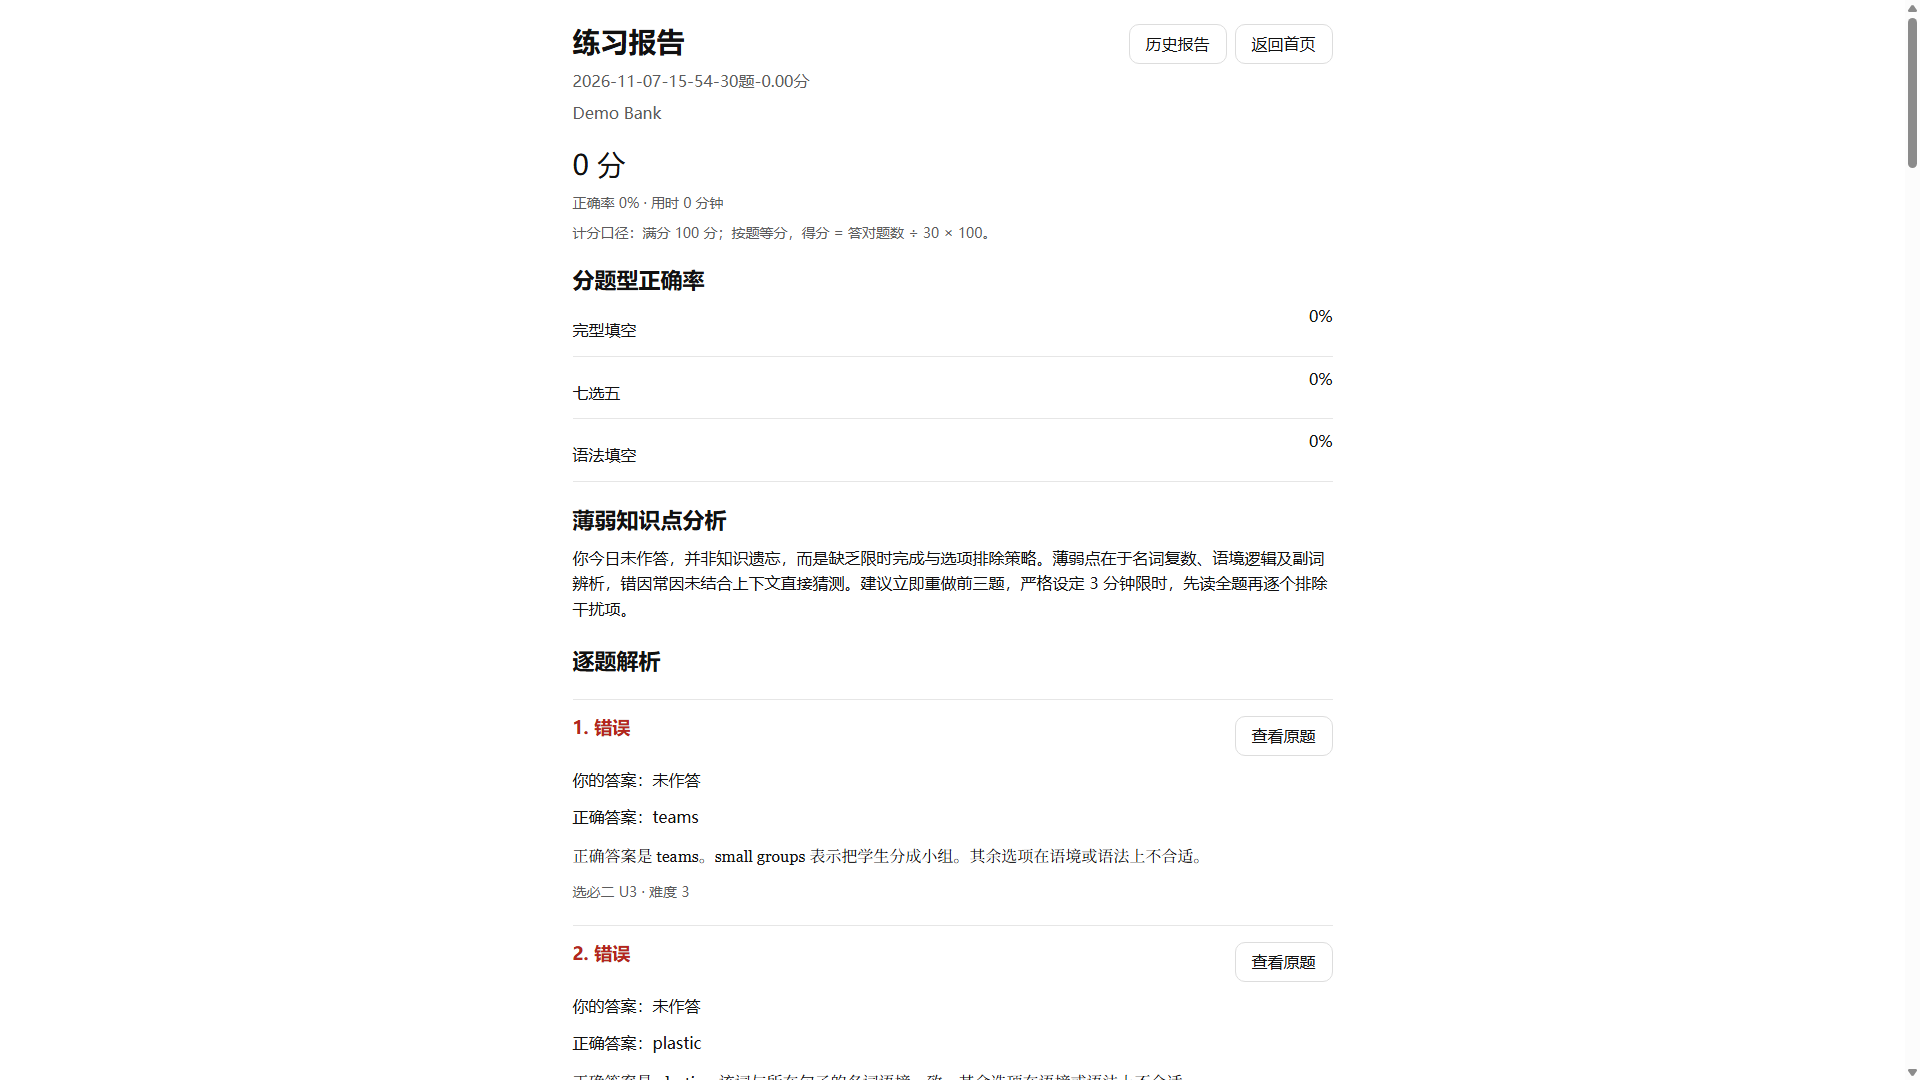 练习报告
历史报告
返回首页
2026-11-07-15-54-30题-0.00分
Demo Bank
0 分
正确率 0% · 用时 0 分钟
计分口径：满分 100 分；按题等分，得分 = 答对题数 ÷ 30 × 100。
分题型正确率
完型填空
0%
七选五
0%
语法填空
0%
薄弱知识点分析
你今日未作答，并非知识遗忘，而是缺乏限时完成与选项排除策略。薄弱点在于名词复数、语境逻辑及副词
辨析，错因常因未结合上下文直接猜测。建议立即重做前三题，严格设定 3 分钟限时，先读全题再逐个排除
干扰项。
逐题解析
1. 错误
查看原题
你的答案：未作答
正确答案：teams
正确答案是 teams。small groups 表示把学生分成小组。其余选项在语境或语法上不合适。
选必二 U3 · 难度 3
2. 错误
查看原题
你的答案：未作答
正确答案：plastic